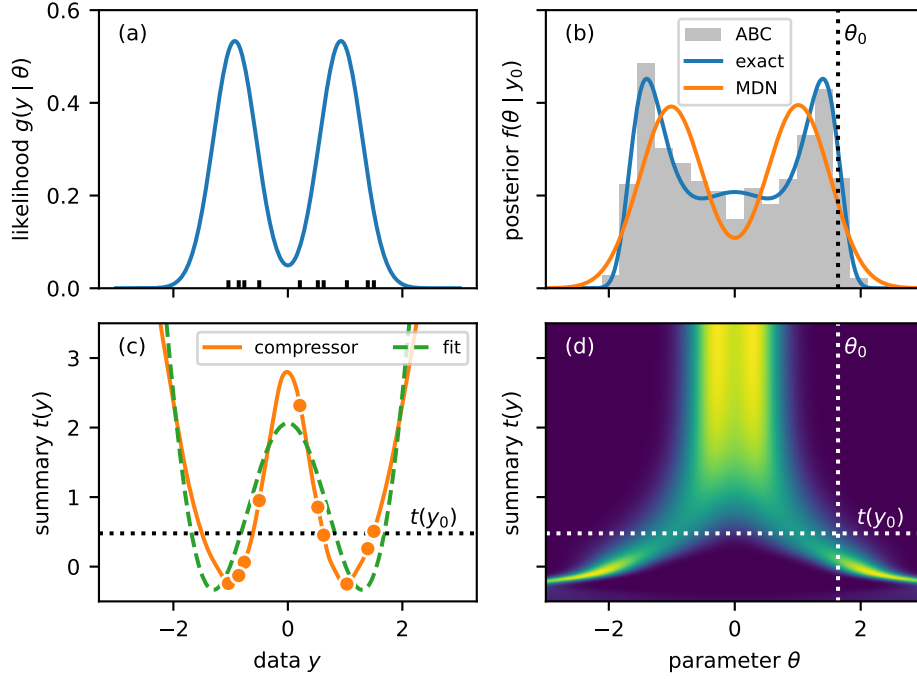 (a)
likelihood g(y | θ)
0.6
0.4
0.2
0.0
(b)
ABC
exact
MDN
θ₀
posterior f(θ | y₀)
(c)
compressor
fit
summary t(y)
3
2
1
0
t(y₀)
−2
0
2
data y
(d)
θ₀
summary t(y)
t(y₀)
−2
0
2
parameter θ